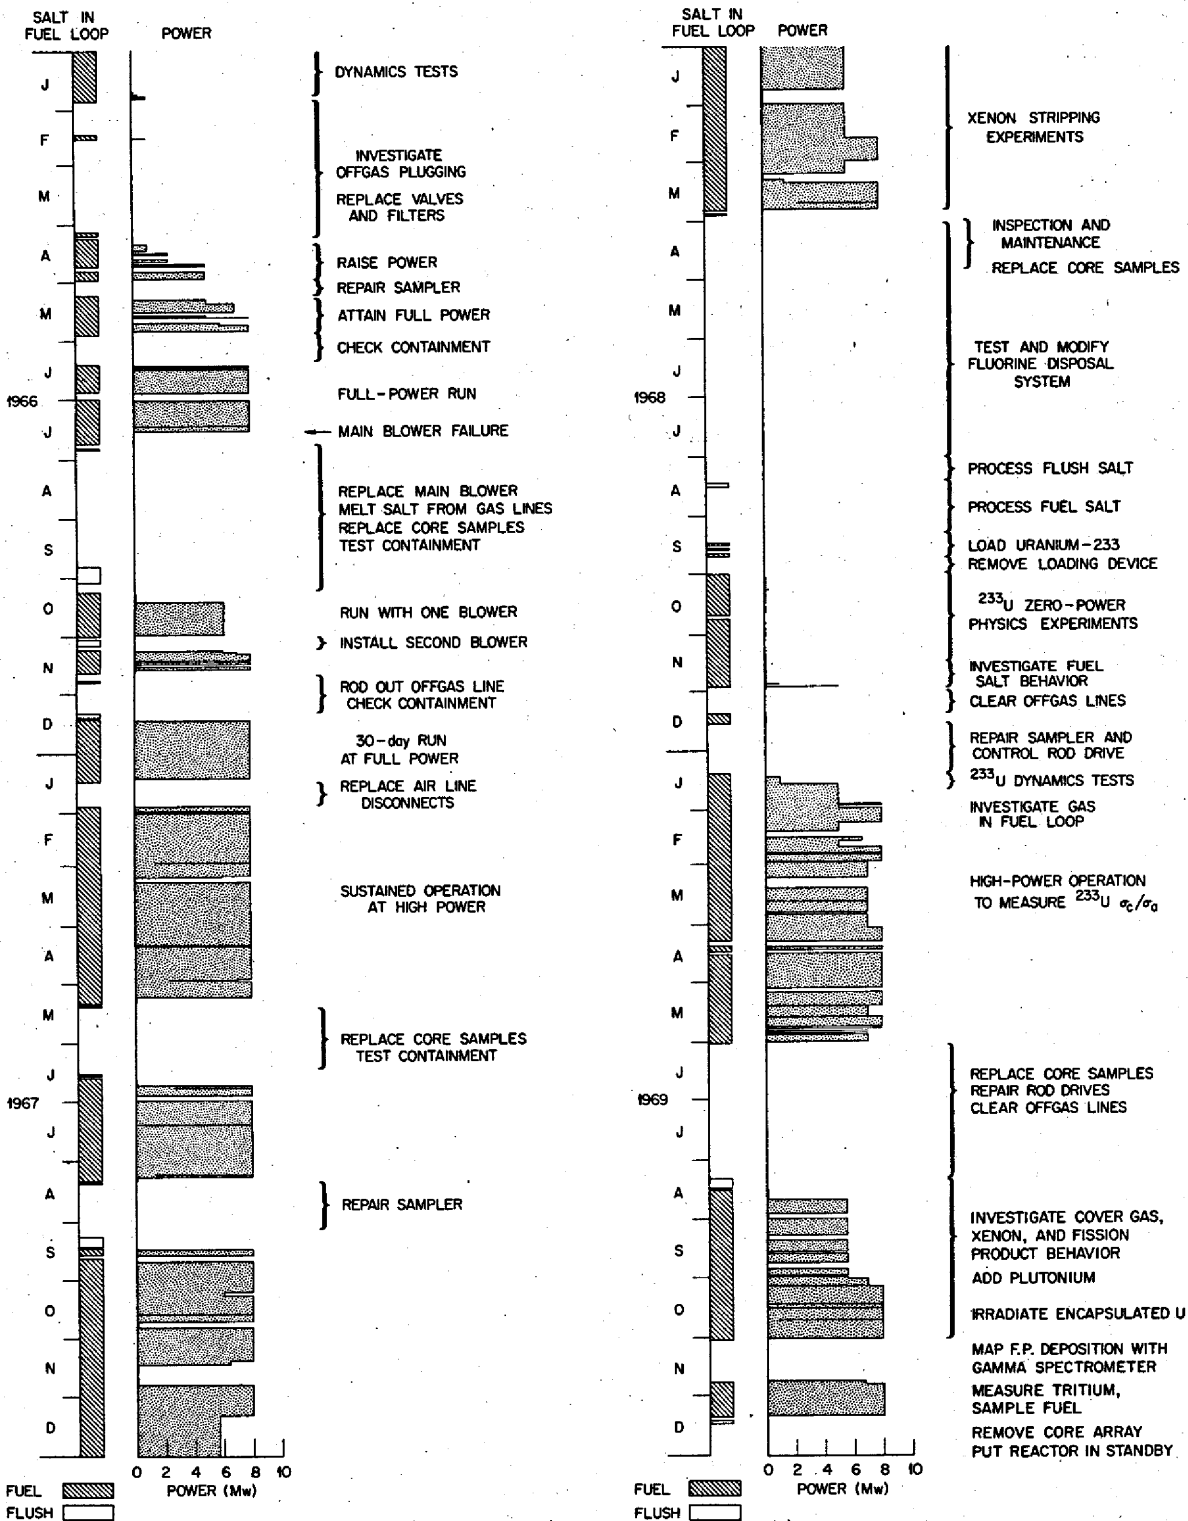 SALT IN
FUEL LOOP
POWER
J
F
M
A
M
J
1966
J
A
S
O
N
D
J
F
M
A
M
J
1967
J
A
S
O
N
D
DYNAMICS TESTS
INVESTIGATE
OFFGAS PLUGGING
REPLACE VALVES
AND FILTERS
RAISE POWER
REPAIR SAMPLER
ATTAIN FULL POWER
CHECK CONTAINMENT
FULL-POWER RUN
MAIN BLOWER FAILURE
REPLACE MAIN BLOWER
MELT SALT FROM GAS LINES
REPLACE CORE SAMPLES
TEST CONTAINMENT
RUN WITH ONE BLOWER
INSTALL SECOND BLOWER
ROD OUT OFFGAS LINE
CHECK CONTAINMENT
30-day RUN
AT FULL POWER
REPLACE AIR LINE
DISCONNECTS
SUSTAINED OPERATION
AT HIGH POWER
REPLACE CORE SAMPLES
TEST CONTAINMENT
REPAIR SAMPLER
0 2 4 6 8 10
POWER (Mw)
FUEL
FLUSH
SALT IN
FUEL LOOP
POWER
J
F
M
A
M
J
1968
J
A
S
O
N
D
J
F
M
A
M
J
1969
J
A
S
O
N
D
XENON STRIPPING
EXPERIMENTS
INSPECTION AND
MAINTENANCE
REPLACE CORE SAMPLES
TEST AND MODIFY
FLUORINE DISPOSAL
SYSTEM
PROCESS FLUSH SALT
PROCESS FUEL SALT
LOAD URANIUM-233
REMOVE LOADING DEVICE
²³³U ZERO-POWER
PHYSICS EXPERIMENTS
INVESTIGATE FUEL
SALT BEHAVIOR
CLEAR OFFGAS LINES
REPAIR SAMPLER AND
CONTROL ROD DRIVE
²³³U DYNAMICS TESTS
INVESTIGATE GAS
IN FUEL LOOP
HIGH-POWER OPERATION
TO MEASURE ²³³U σc/σa
REPLACE CORE SAMPLES
REPAIR ROD DRIVES
CLEAR OFFGAS LINES
INVESTIGATE COVER GAS,
XENON, AND FISSION
PRODUCT BEHAVIOR
ADD PLUTONIUM
IRRADIATE ENCAPSULATED U
MAP F.P. DEPOSITION WITH
GAMMA SPECTROMETER
MEASURE TRITIUM,
SAMPLE FUEL
REMOVE CORE ARRAY
PUT REACTOR IN STANDBY
0 2 4 6 8 10
POWER (Mw)
FUEL
FLUSH